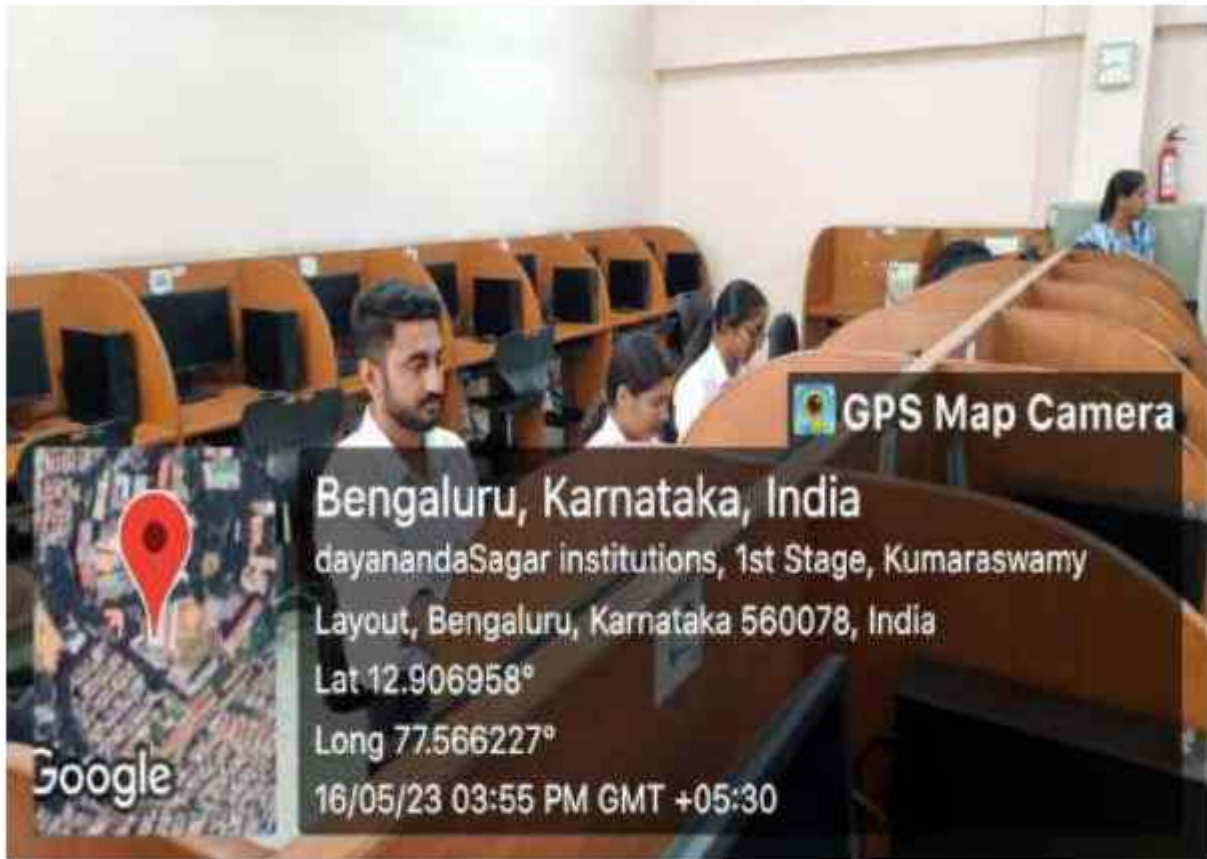 GPS Map Camera
Bengaluru, Karnataka, India
dayanandaSagar institutions, 1st Stage, Kumaraswamy
Layout, Bengaluru, Karnataka 560078, India
Lat 12.906958°
Long 77.566227°
16/05/23 03:55 PM GMT +05:30
Google